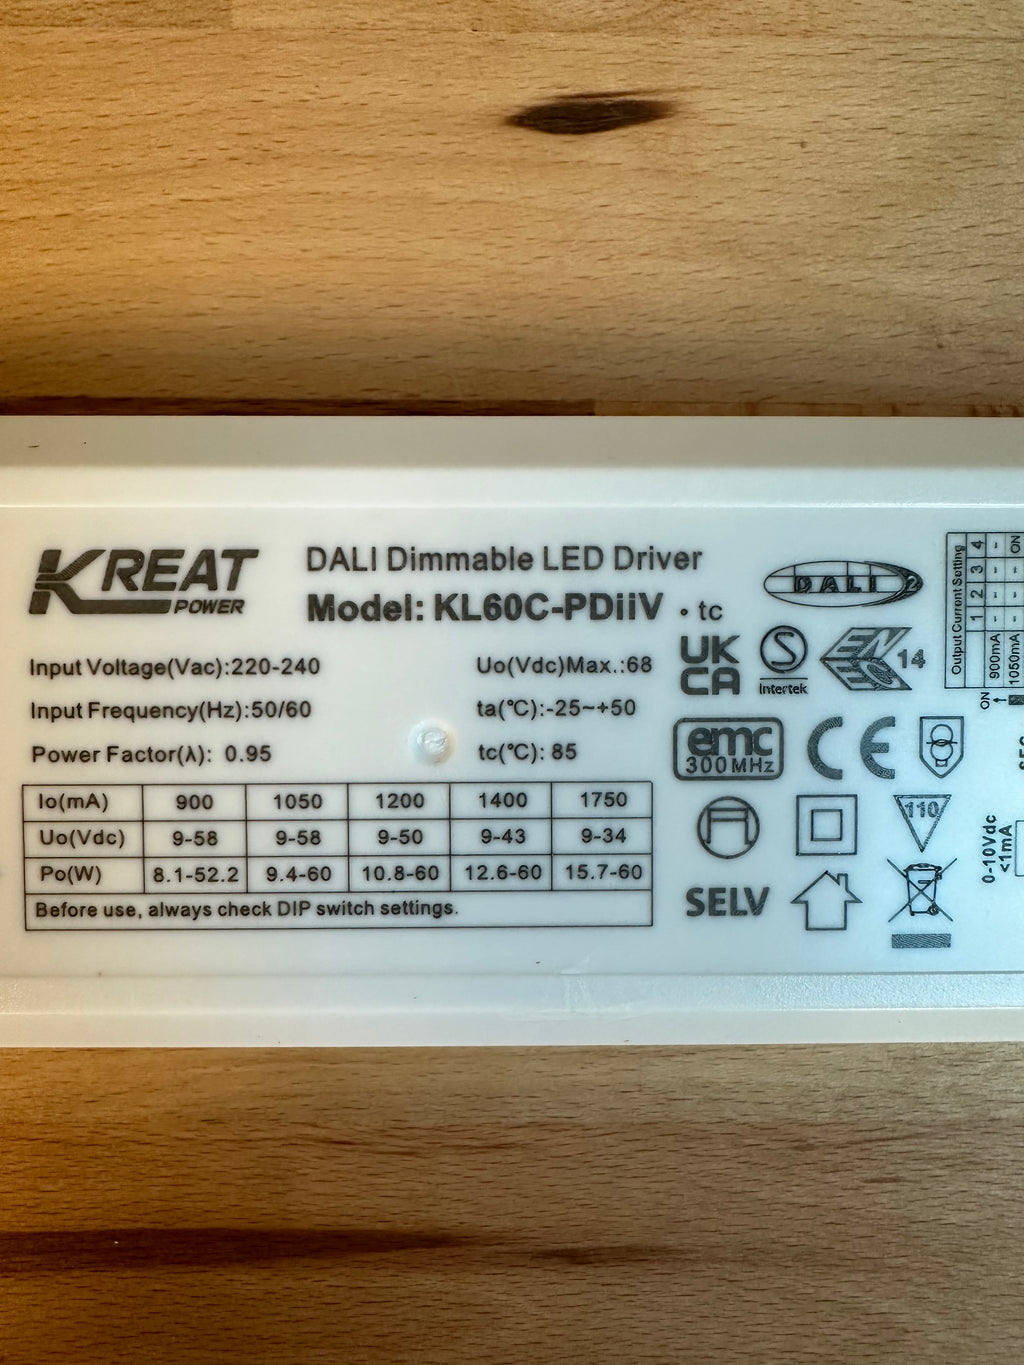 KREAT
POWER
DALI Dimmable LED Driver
Model: KL60C-PDiiV
• tc
DALI 2
Input Voltage(Vac):220-240
Uo(Vdc)Max.:68
Input Frequency(Hz):50/60
ta(℃):-25~+50
Power Factor(λ): 0.95
tc(℃): 85
Io(mA) 900 1050 1200 1400 1750
Uo(Vdc) 9-58 9-58 9-50 9-43 9-34
Po(W) 8.1-52.2 9.4-60 10.8-60 12.6-60 15.7-60
Before use, always check DIP switch settings.
UK
CA
S
Intertek
ENEC
14
emc
300MHz
CE
110
SELV
Output Current Setting
1 2 3 4
900mA - - - -
1050mA - - - ON
ON
0-10Vdc
<1mA